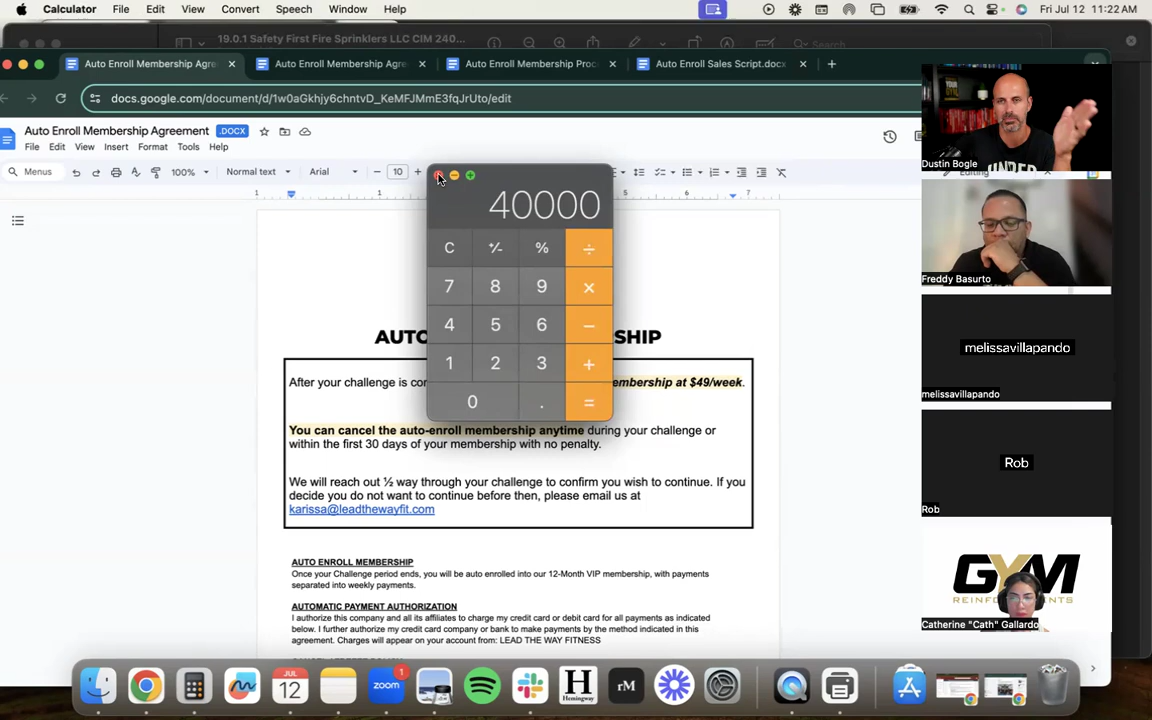 Calculator File Edit View Convert Speech Window Help Fri Jul 12 11:22 AM
19.0.1 Safety First Fire Sprinklers LLC CIM 240... Search
Auto Enroll Membership Agre Auto Enroll Membership Agre Auto Enroll Membership Proc Auto Enroll Sales Script.docx
docs.google.com/document/d/1w0aGkhjy6chntvD_KeMFJMmE3fqJrUto/edit
Auto Enroll Membership Agreement .DOCX
File Edit View Insert Format Tools Help
Menus 100% Normal text Arial 10 Editing
1 1 5 6 7
40000
C +/- % ÷
7 8 9 ×
4 5 6 −
1 2 3 +
0 . =
AUTO SHIP
After your challenge is embership at $49/week.
You can cancel the auto-enroll membership anytime during your challenge or
within the first 30 days of your membership with no penalty.
We will reach out ½ way through your challenge to confirm you wish to continue. If you
decide you do not want to continue before then, please email us at
karissa@leadthewayfit.com
AUTO ENROLL MEMBERSHIP
Once your Challenge period ends, you will be auto enrolled into our 12-Month VIP membership, with payments
separated into weekly payments.
AUTOMATIC PAYMENT AUTHORIZATION
I authorize this company and all its affiliates to charge my credit card or debit card for all payments as indicated
below. I further authorize my credit card company or bank to make payments by the method indicated in this
agreement. Charges will appear on your account from: LEAD THE WAY FITNESS
UNDER
Dustin Bogle
Freddy Basurto
melissavillapando
melissavillapando
Rob
Rob
GYM
REINFORCEMENTS
Catherine "Cath" Gallardo
JUL
12
zoom
1
H
Hemingway
rM